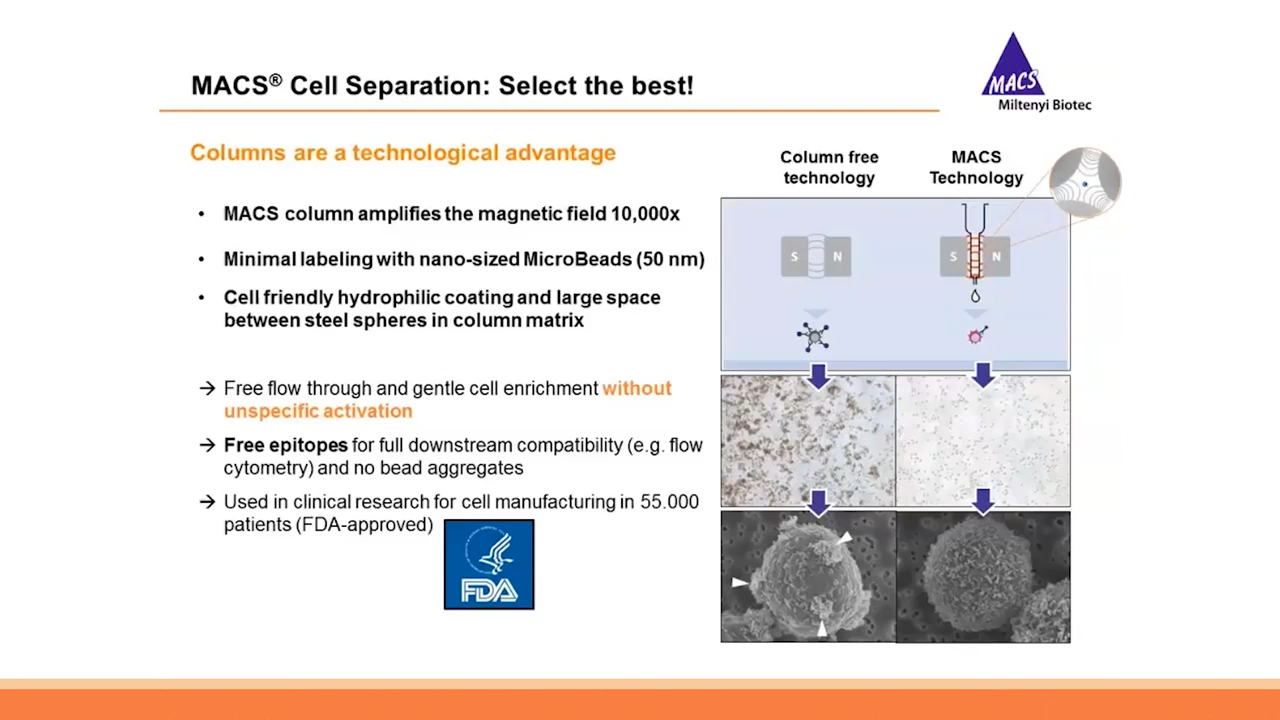 MACS® Cell Separation: Select the best!
MACS
Miltenyi Biotec
Columns are a technological advantage
• MACS column amplifies the magnetic field 10,000x
• Minimal labeling with nano-sized MicroBeads (50 nm)
• Cell friendly hydrophilic coating and large space
between steel spheres in column matrix
→ Free flow through and gentle cell enrichment without
unspecific activation
→ Free epitopes for full downstream compatibility (e.g. flow
cytometry) and no bead aggregates
→ Used in clinical research for cell manufacturing in 55.000
patients (FDA-approved)
FDA
Column free
technology
MACS
Technology
S N
S N